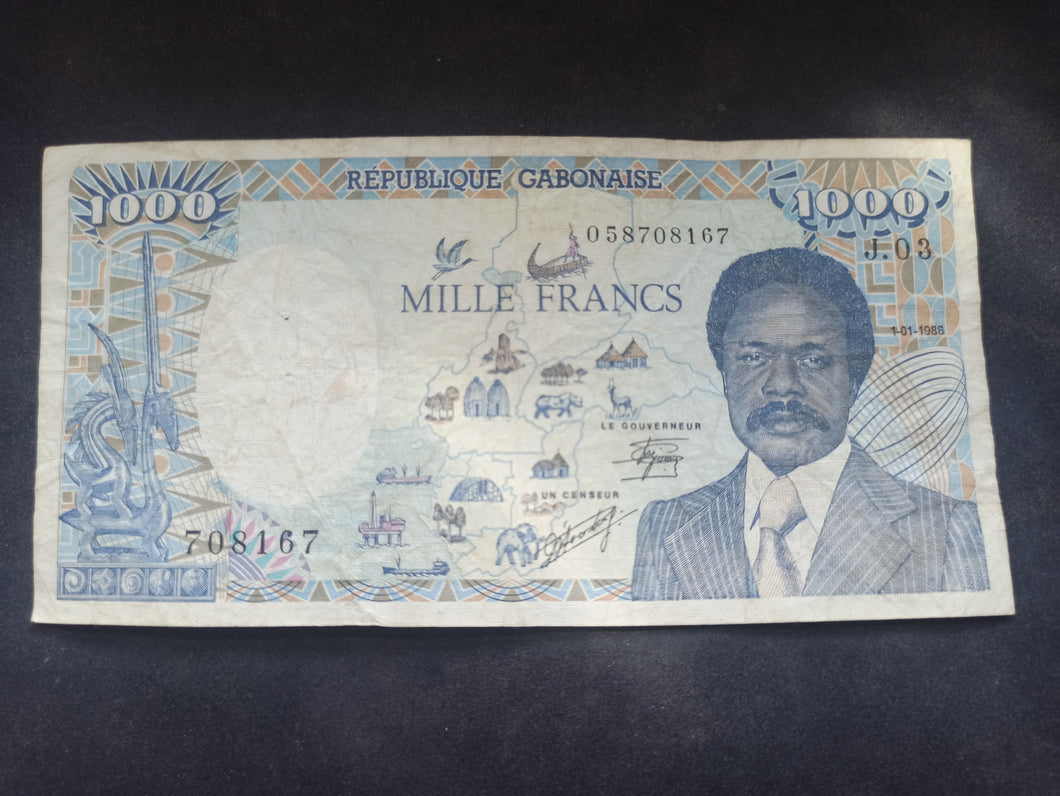 RÉPUBLIQUE GABONAISE
1000
1000
058708167
J.03
MILLE FRANCS
1-01-1986
LE GOUVERNEUR
UN CENSEUR
708167